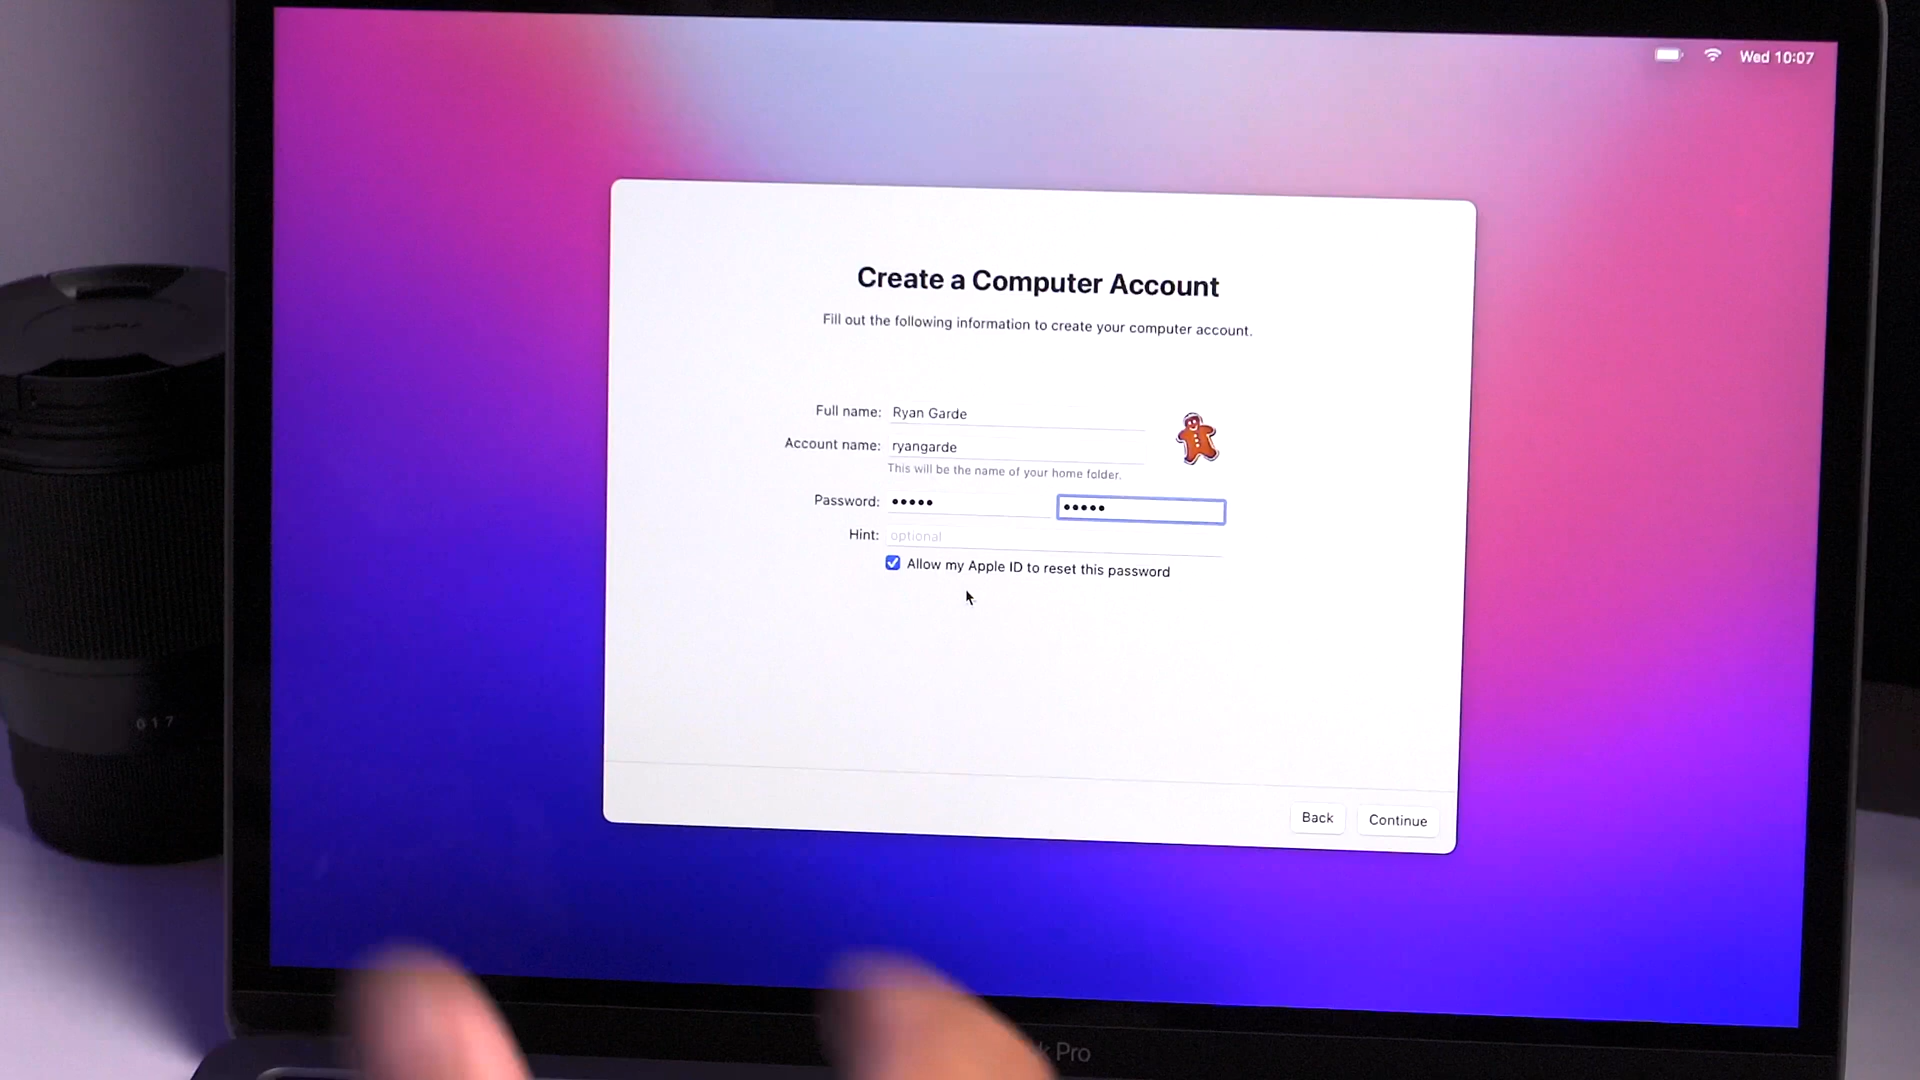 Wed 10:07
Create a Computer Account
Fill out the following information to create your computer account.
Full name: Ryan Garde
Account name: ryangarde
This will be the name of your home folder.
Password: ••••• •••••
Hint: optional
Allow my Apple ID to reset this password
Back Continue
017
k Pro